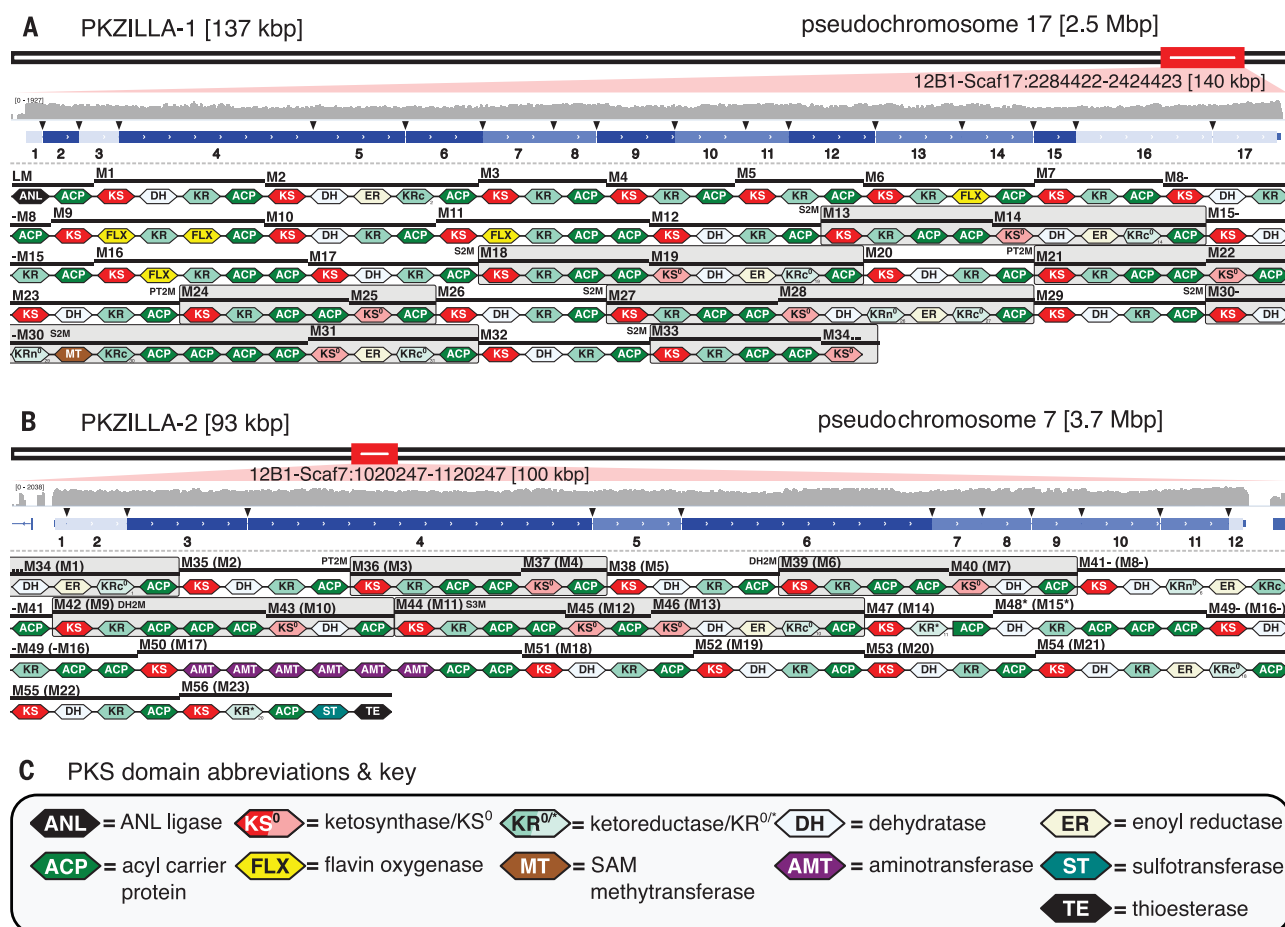 A PKZILLA-1 [137 kbp] pseudochromosome 17 [2.5 Mbp]
12B1-Scaf17:2284422-2424423 [140 kbp]
[0 - 1927]
1 2 3 4 5 6 7 8 9 10 11 12 13 14 15 16 17
LM M1 M2 M3 M4 M5 M6 M7 M8-
ANL ACP KS DH KR ACP KS DH ER KRc ACP KS KR ACP KS KR ACP KS KR ACP KS KR FLX ACP KS KR ACP KS DH KR
-M8 M9 M10 M11 M12 S2M M13 M14 M15-
ACP KS FLX KR FLX ACP KS DH KR ACP KS FLX KR ACP ACP KS DH KR ACP KS KR ACP ACP KS⁰ DH ER KRc⁰ ACP KS DH
-M15 M16 M17 S2M M18 M19 M20 PT2M M21 M22
KR ACP KS FLX KR ACP ACP KS DH KR ACP KS KR ACP ACP KS⁰ DH ER KRc⁰ ACP KS DH KR ACP KS KR ACP ACP KS⁰ ACP
M23 PT2M M24 M25 M26 S2M M27 M28 M29 S2M M30-
KS DH KR ACP KS KR ACP ACP KS⁰ ACP KS DH KR ACP KS KR ACP ACP KS⁰ DH KRn⁰ ER KRc⁰ ACP KS DH KR ACP KS DH
-M30 S2M M31 M32 S2M M33 M34...
KRn⁰ MT KRc ACP ACP ACP ACP KS⁰ ER KRc⁰ ACP KS DH KR ACP KS KR ACP ACP KS⁰
B PKZILLA-2 [93 kbp] pseudochromosome 7 [3.7 Mbp]
12B1-Scaf7:1020247-1120247 [100 kbp]
[0 - 2038]
1 2 3 4 5 6 7 8 9 10 11 12
...M34 (M1) M35 (M2) PT2M M36 (M3) M37 (M4) M38 (M5) DH2M M39 (M6) M40 (M7) M41- (M8-)
DH ER KRc⁰ ACP KS DH KR ACP KS KR ACP ACP KS⁰ ACP KS DH KR ACP KS KR ACP ACP KS⁰ DH ACP KS DH KRn⁰ ER KRc
-M41 M42 (M9) DH2M M43 (M10) M44 (M11) S3M M45 (M12) M46 (M13) M47 (M14) M48* (M15*) M49- (M16-)
ACP KS KR ACP ACP ACP KS⁰ DH ACP KS KR ACP ACP KS⁰ ACP KS⁰ DH ER KRc⁰ ACP KS KR* ACP DH KR ACP ACP ACP KS DH
-M49 (-M16) M50 (M17) M51 (M18) M52 (M19) M53 (M20) M54 (M21)
KR ACP ACP KS AMT AMT AMT AMT AMT AMT ACP ACP KS DH KR ACP KS DH KR ACP KS DH KR ACP KS DH KR ER KRc⁰ ACP
M55 (M22) M56 (M23)
KS DH KR ACP KS KR* ACP ST TE
C PKS domain abbreviations & key
ANL = ANL ligase KS⁰ = ketosynthase/KS⁰ KR⁰/* = ketoreductase/KR⁰/* DH = dehydratase ER = enoyl reductase
ACP = acyl carrier protein FLX = flavin oxygenase MT = SAM methytransferase AMT = aminotransferase ST = sulfotransferase
TE = thioesterase